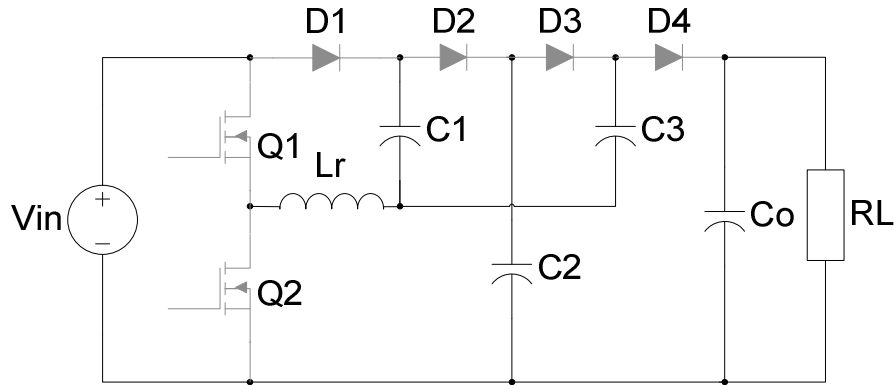 D1 D2 D3 D4
C1 C3
Q1
Lr
Vin + − Co RL
C2
Q2